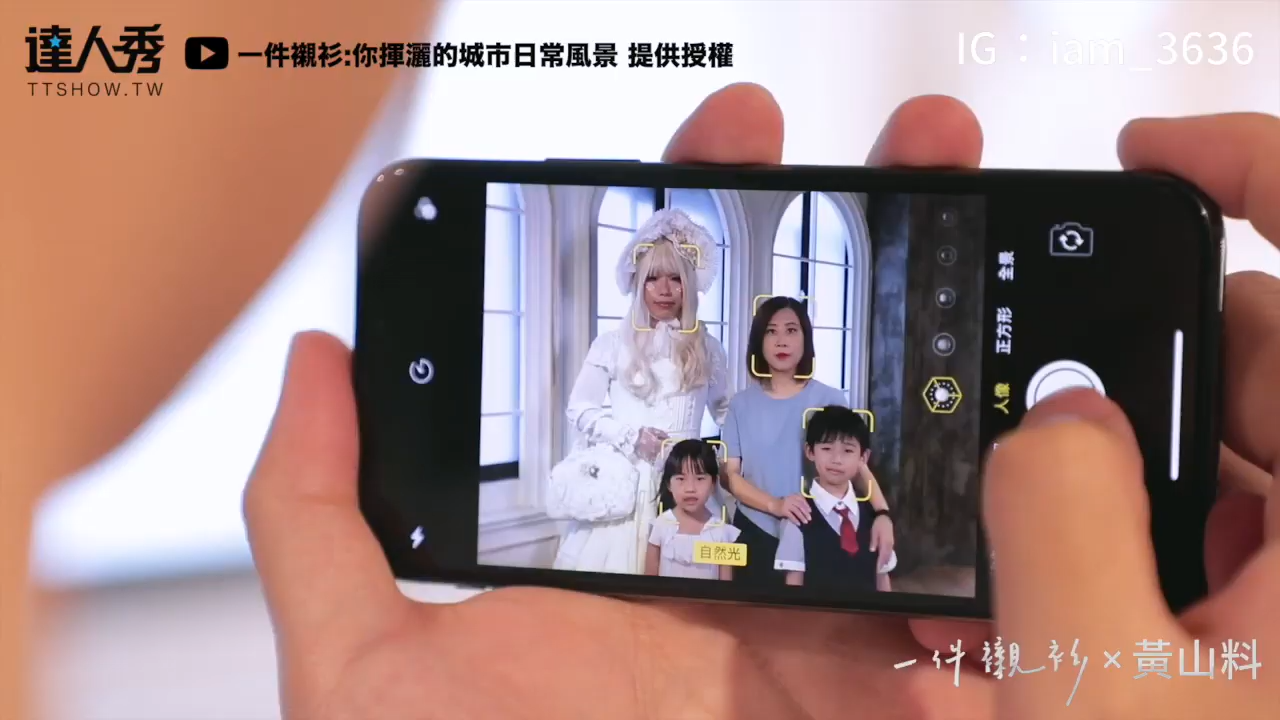 達人秀
TTSHOW.TW
一件襯衫:你揮灑的城市日常風景 提供授權
IG：iam_3636
全景
正方形
人像
自然光
一件襯衫×黃山料